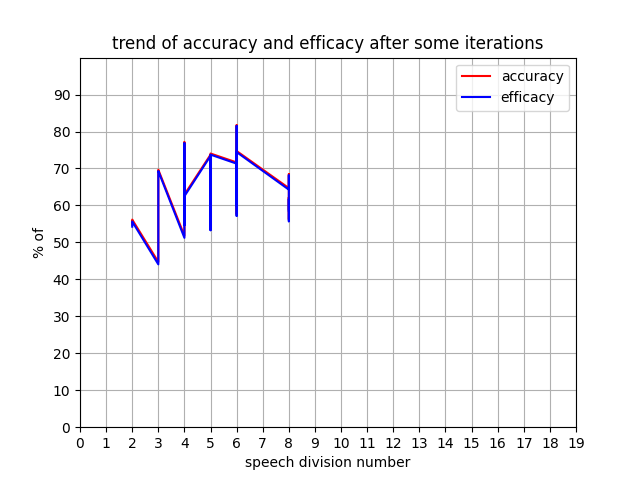 trend of accuracy and efficacy after some iterations
accuracy
efficacy
% of
90
80
70
60
50
40
30
20
10
0
0 1 2 3 4 5 6 7 8 9 10 11 12 13 14 15 16 17 18 19
speech division number